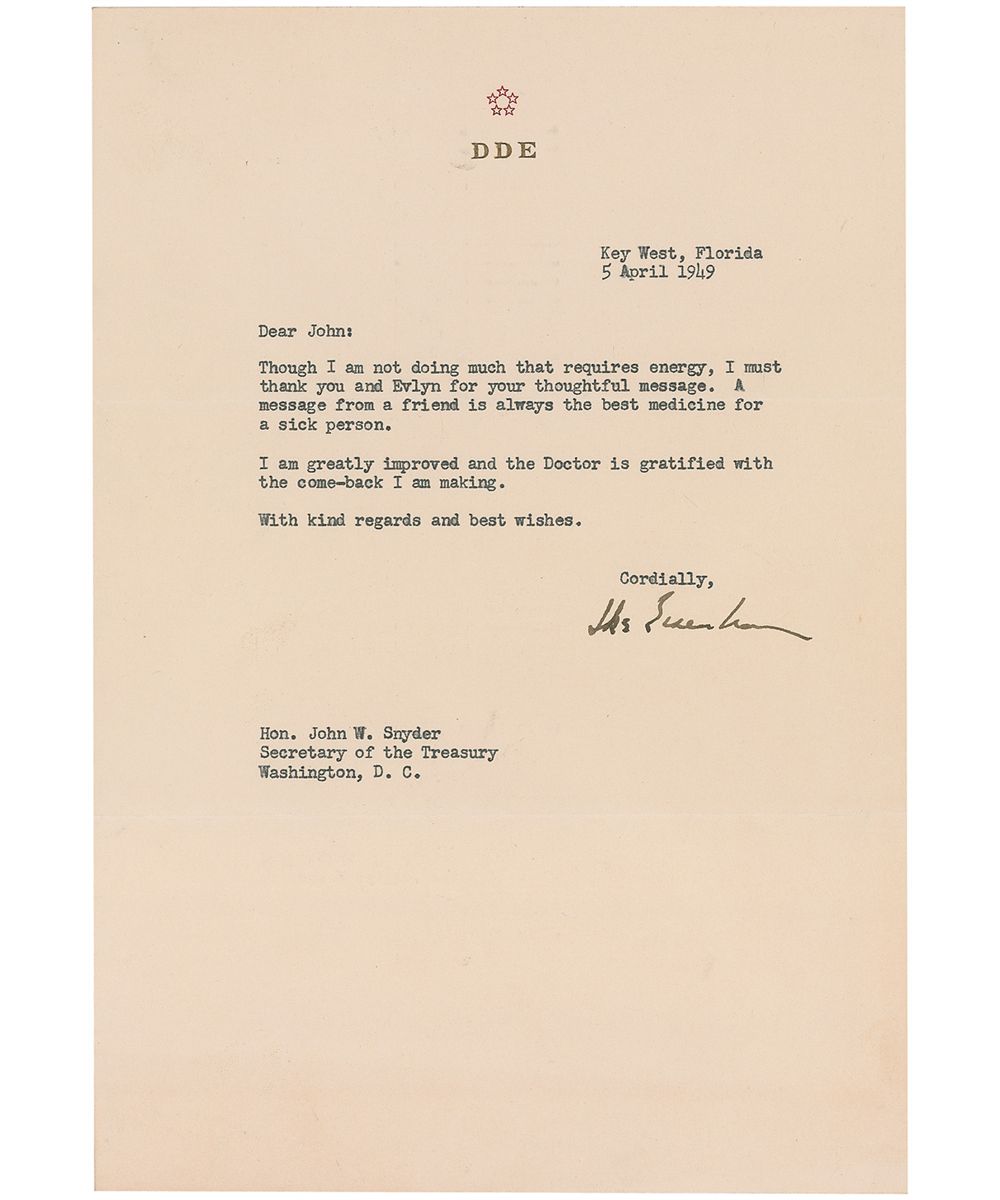 DDE
Key West, Florida
5 April 1949
Dear John:
Though I am not doing much that requires energy, I must
thank you and Evlyn for your thoughtful message. A
message from a friend is always the best medicine for
a sick person.
I am greatly improved and the Doctor is gratified with
the come-back I am making.
With kind regards and best wishes.
Cordially,
Ike Eisenhower
Hon. John W. Snyder
Secretary of the Treasury
Washington, D. C.